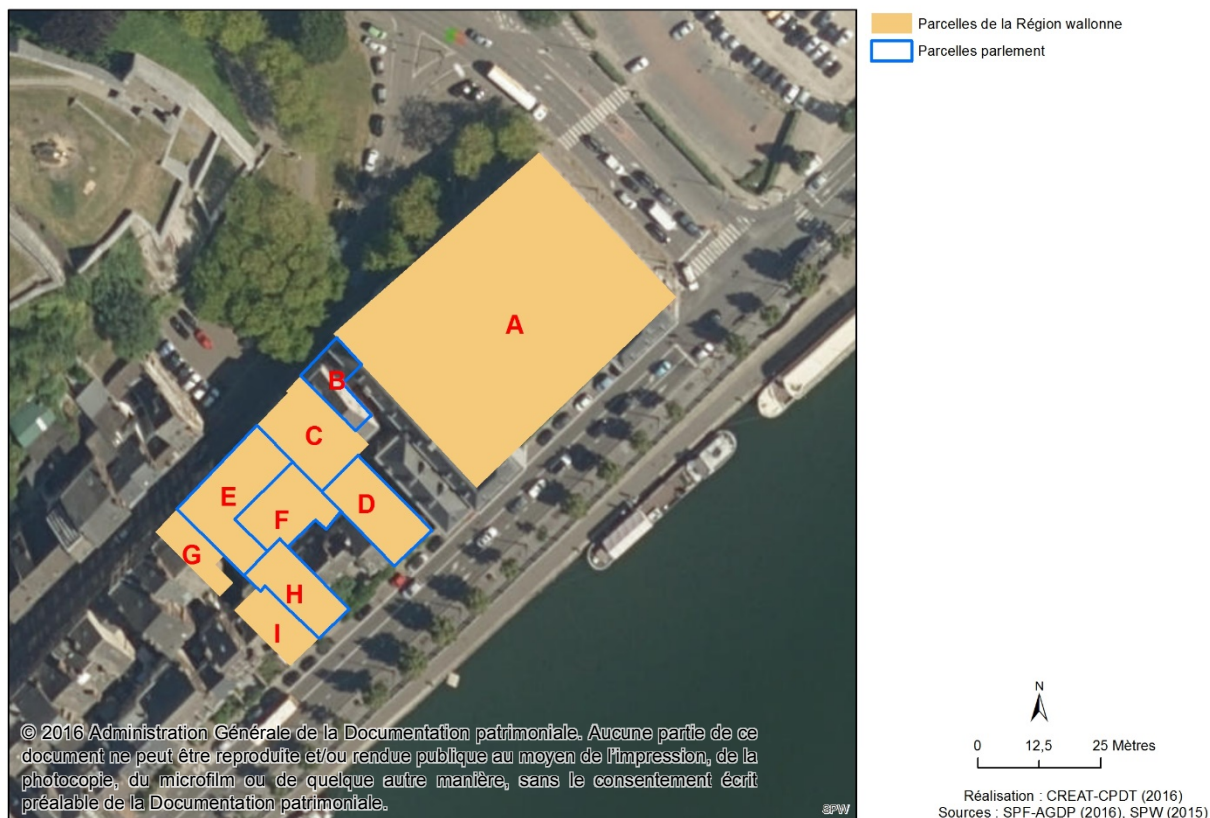 Parcelles de la Région wallonne
Parcelles parlement
A
B
C
D
E
F
G
H
I
© 2016 Administration Générale de la Documentation patrimoniale. Aucune partie de ce
document ne peut être reproduite et/ou rendue publique au moyen de l'impression, de la
photocopie, du microfilm ou de quelque autre manière, sans le consentement écrit
préalable de la Documentation patrimoniale.
SPW
N
0 12,5 25 Mètres
Réalisation : CREAT-CPDT (2016)
Sources : SPF-AGDP (2016), SPW (2015)